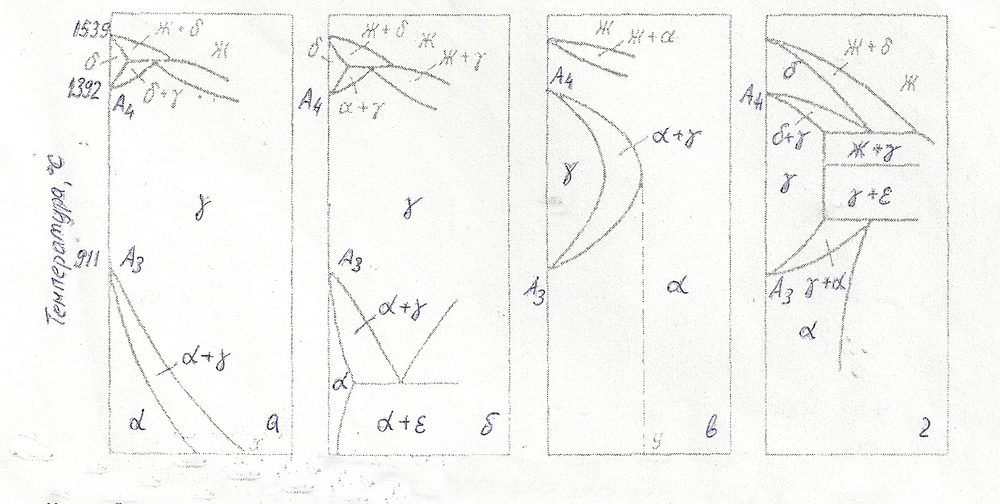 1539
Ж + δ
Ж
δ
1392
A₄
δ+γ
Температура, °C
γ
911
A₃
α+γ
α
x
а
δ
Ж + δ
Ж
Ж + γ
A₄
α+γ
γ
A₃
α+γ
α
α+ε
б
Ж
Ж+α
A₄
α+γ
γ
A₃
α
y
в
Ж+δ
δ
Ж
A₄
δ+γ
Ж+γ
γ
γ+ε
A₃
γ+α
α
г